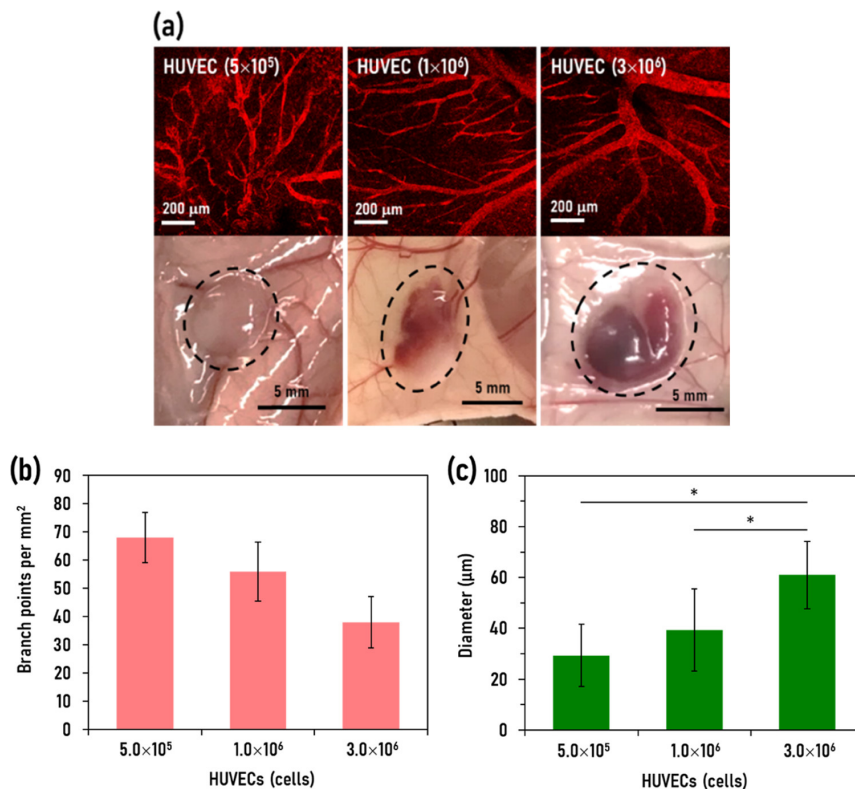 (a)
HUVEC (5×10⁵) HUVEC (1×10⁶) HUVEC (3×10⁶)
200 μm 200 μm 200 μm
5 mm 5 mm 5 mm
(b)
90
80
70
60
50
40
30
20
10
0
Branch points per mm²
5.0×10⁵ 1.0×10⁶ 3.0×10⁶
HUVECs (cells)
(c)
100
80
60
40
20
0
Diameter (μm)
*
*
5.0×10⁵ 1.0×10⁶ 3.0×10⁶
HUVECs (cells)